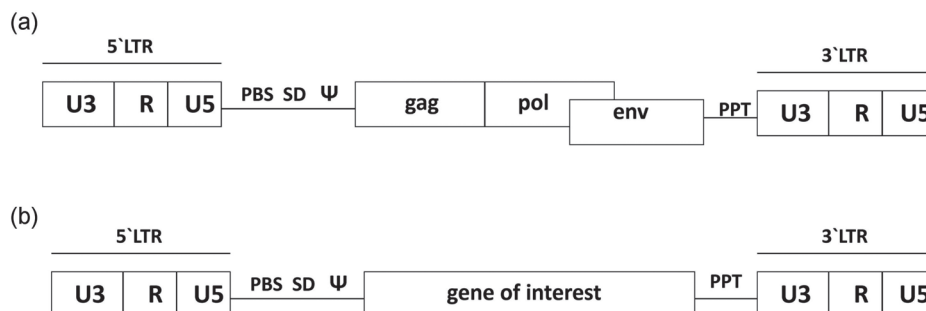 (a)
5`LTR
3`LTR
U3 R U5 PBS SD Ψ gag pol env PPT U3 R U5
(b)
5`LTR
3`LTR
U3 R U5 PBS SD Ψ gene of interest PPT U3 R U5